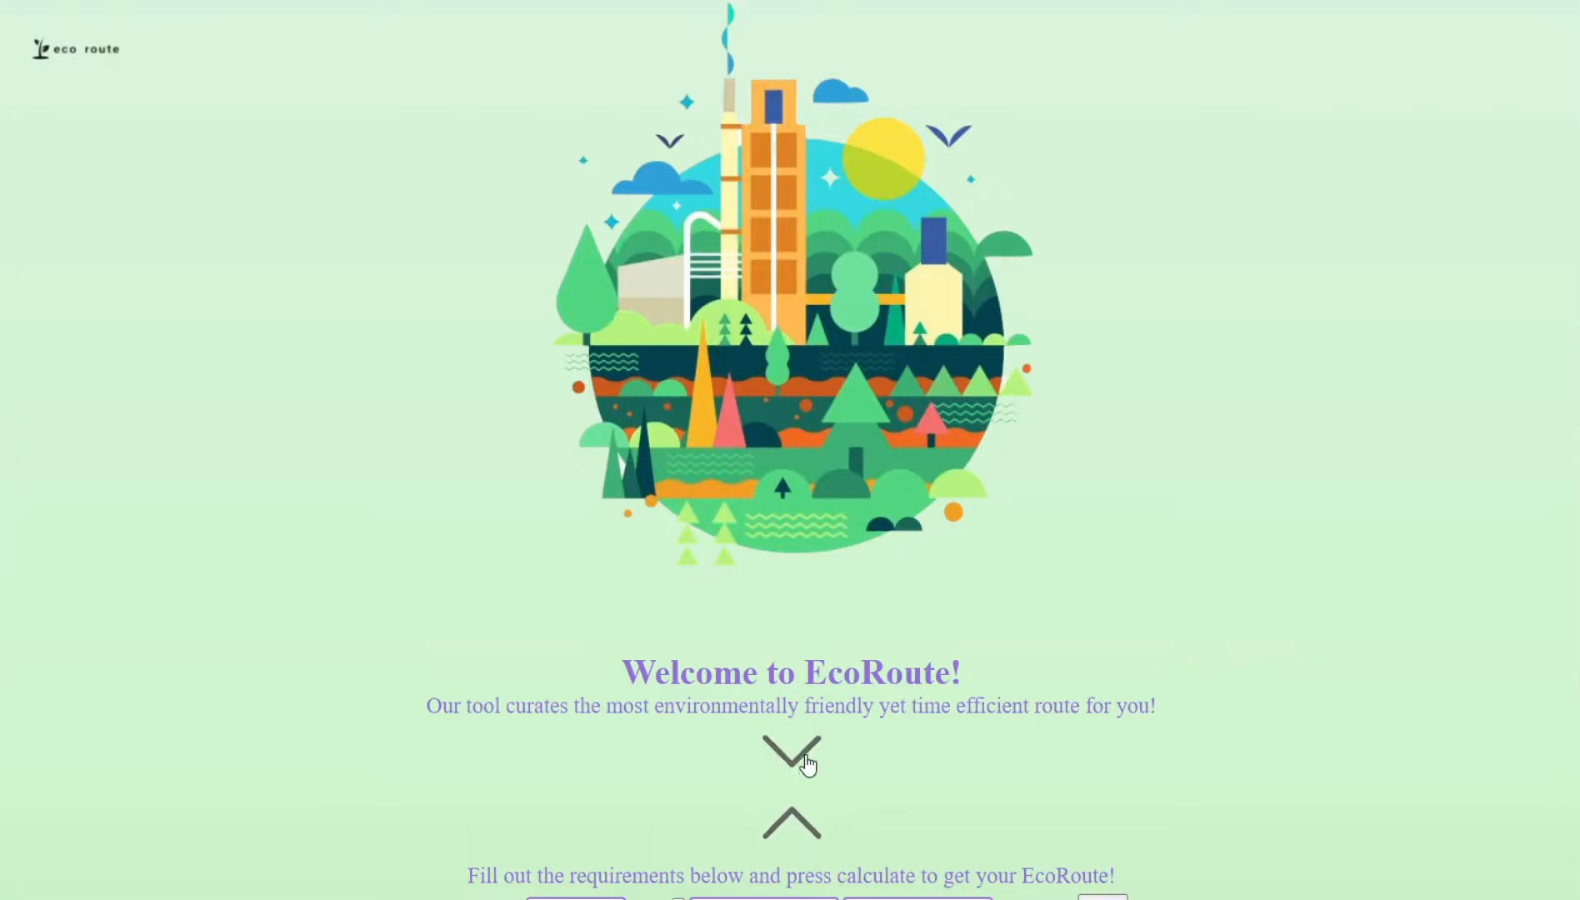 eco route
Welcome to EcoRoute!
Our tool curates the most environmentally friendly yet time efficient route for you!
Fill out the requirements below and press calculate to get your EcoRoute!